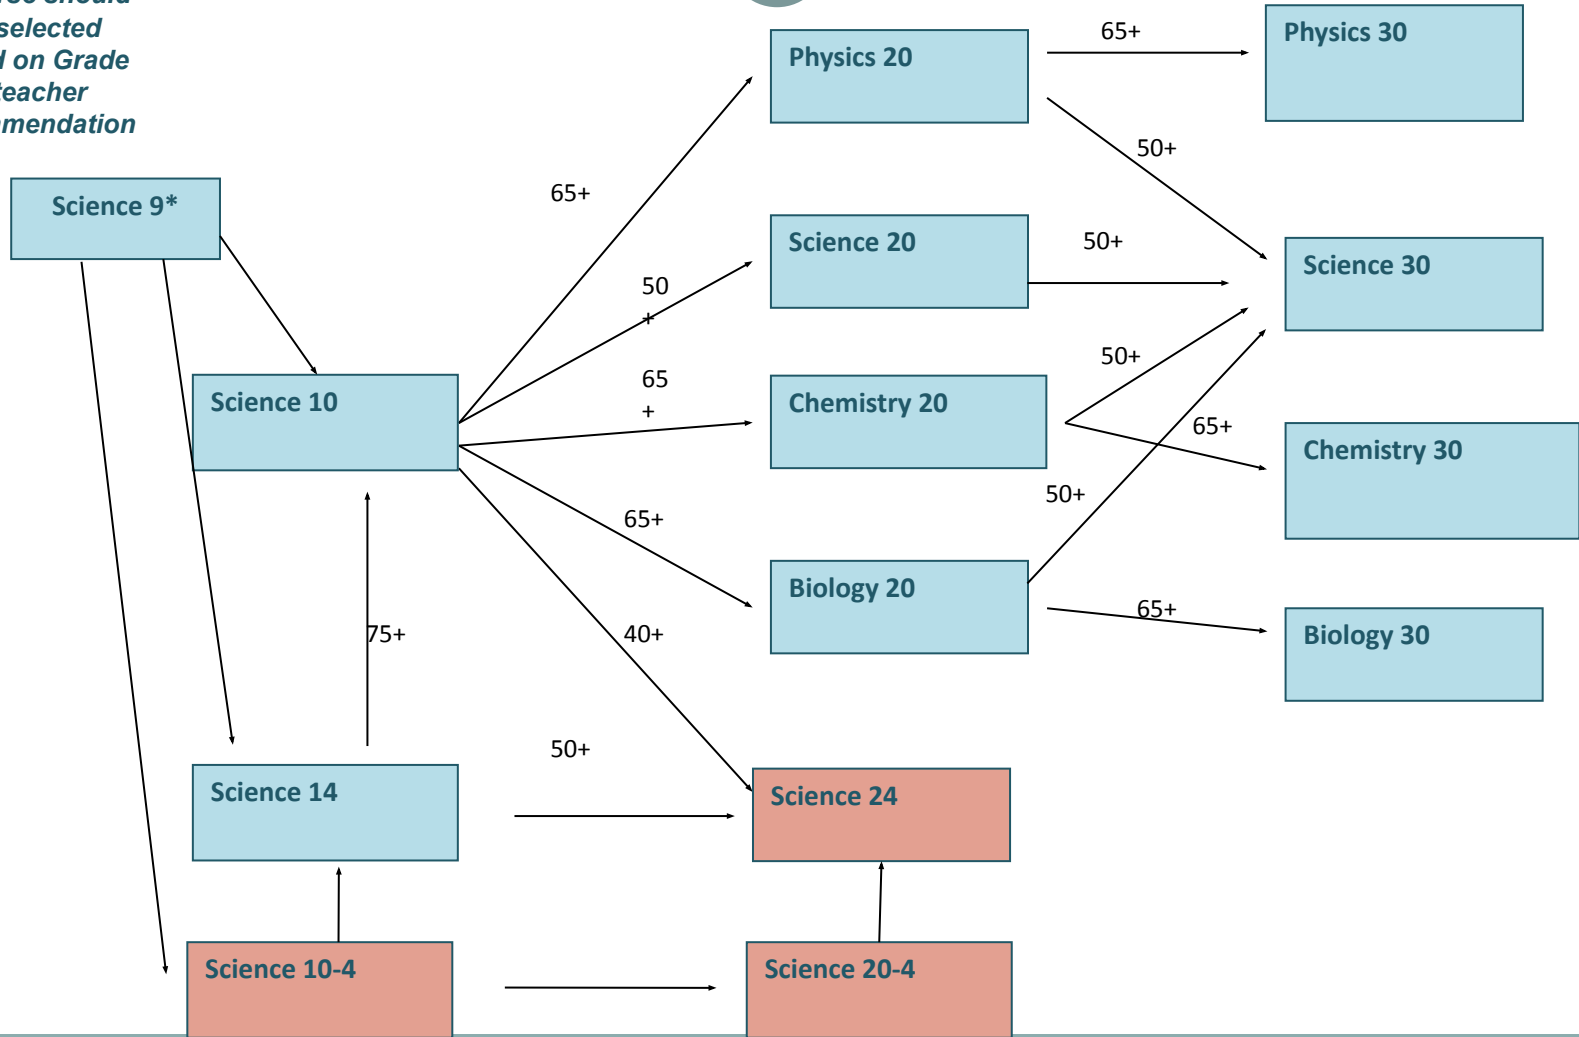 should
selected
on Grade
teacher
65+
Physics 30
Physics 20
50+
65+
Science 9*
50+
Science 20
Science 30
50
+
50+
65
+
Science 10
Chemistry 20
65+
Chemistry 30
50+
65+
Biology 20
65+
Biology 30
75+
40+
50+
Science 14
Science 24
Science 10-4
Science 20-4